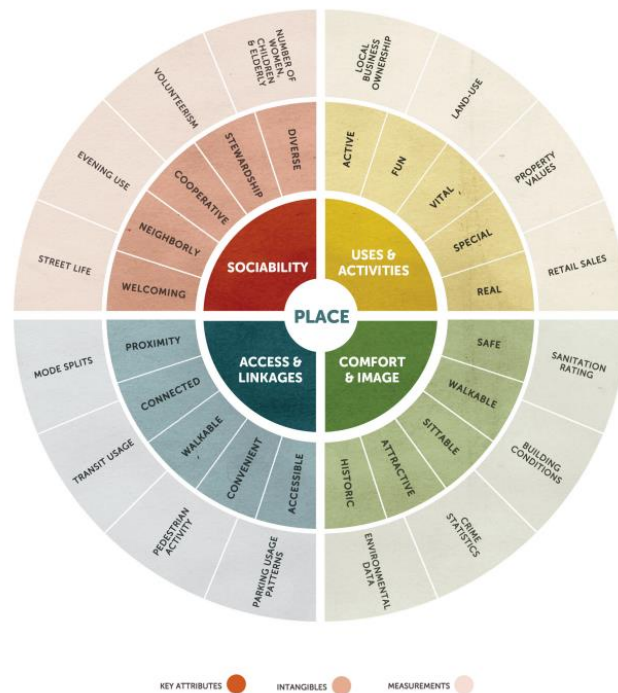 NUMBER OF
WOMEN,
CHILDREN
& ELDERLY
VOLUNTEERISM
EVENING USE
STREET LIFE
DIVERSE
STEWARDSHIP
COOPERATIVE
NEIGHBORLY
WELCOMING
SOCIABILITY
LOCAL
BUSINESS
OWNERSHIP
LAND-USE
PROPERTY
VALUES
RETAIL SALES
ACTIVE
FUN
VITAL
SPECIAL
REAL
USES &
ACTIVITIES
PLACE
ACCESS &
LINKAGES
PROXIMITY
CONNECTED
WALKABLE
CONVENIENT
ACCESSIBLE
MODE SPLITS
TRANSIT USAGE
PEDESTRIAN
ACTIVITY
PARKING USAGE
PATTERNS
COMFORT
& IMAGE
SAFE
WALKABLE
SITTABLE
ATTRACTIVE
HISTORIC
SANITATION
RATING
BUILDING
CONDITIONS
CRIME
STATISTICS
ENVIRONMENTAL
DATA
KEY ATTRIBUTES
INTANGIBLES
MEASUREMENTS